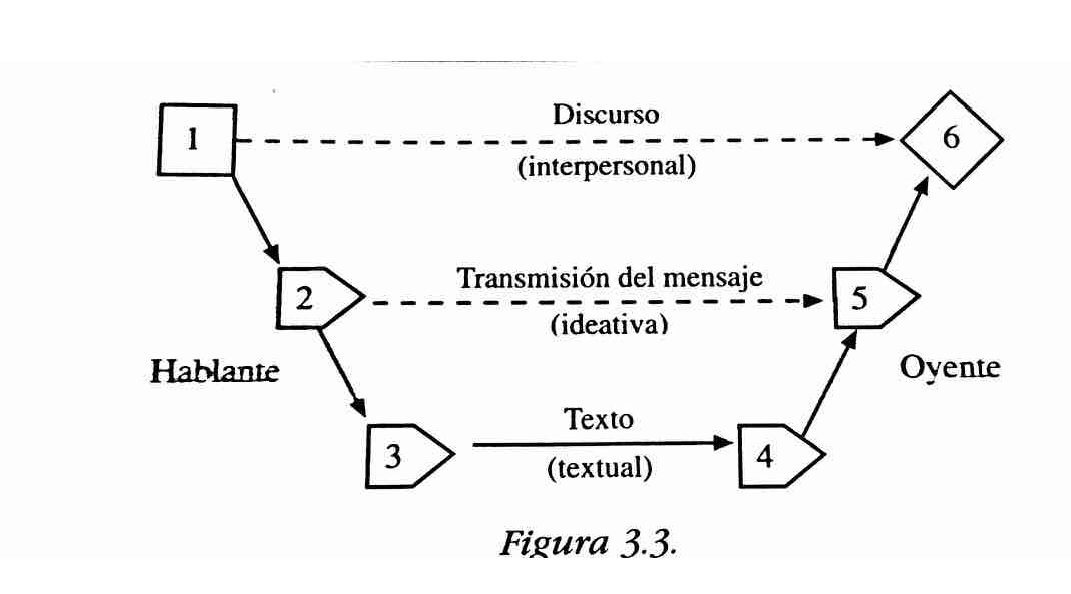 Discurso
1
6
(interpersonal)
Transmisión del mensaje
2
5
(ideativa)
Hablante
Oyente
Texto
3
4
(textual)
Figura 3.3.